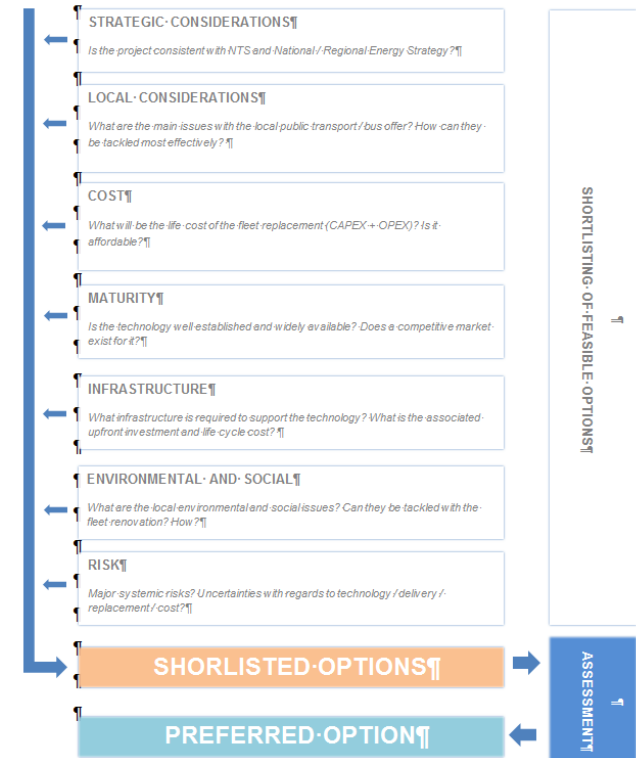 STRATEGIC CONSIDERATIONS¶
Is the project consistent with NTS and National / Regional Energy Strategy?¶
LOCAL CONSIDERATIONS¶
What are the main issues with the local public transport / bus offer? How can they
be tackled most effectively? ¶
COST¶
What will be the life cost of the fleet replacement (CAPEX + OPEX)? Is it
affordable?¶
MATURITY¶
Is the technology well established and widely available? Does a competitive market
exist for it?¶
INFRASTRUCTURE¶
What infrastructure is required to support the technology? What is the associated
upfront investment and life cycle cost? ¶
ENVIRONMENTAL AND SOCIAL¶
What are the local environmental and social issues? Can they be tackled with the
fleet renovation? How?¶
RISK¶
Major systemic risks? Uncertainties with regards to technology / delivery /
replacement / cost?¶
SHORTLISTING OF FEASIBLE OPTIONS¶
SHORLISTED OPTIONS¶
ASSESSMENT¶
PREFERRED OPTION¶